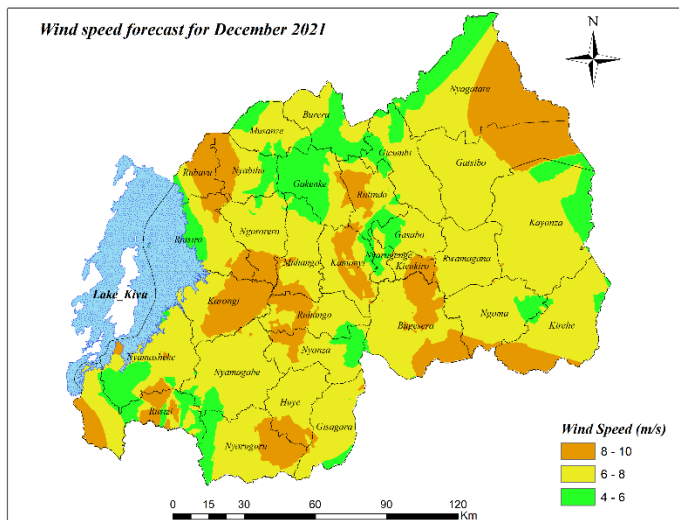 Wind speed forecast for December 2021
N
Nyagatare
Burera
Musanze
Gicumbi
Rubavu
Nyabihu
Gakenke
Gatsibo
Rulindo
Kayonza
Rutsiro
Ngororero
Gasabo
Muhanga
Kamonyi
Nyarugenge
Kicukiro
Rwamagana
Lake_Kivu
Karongi
Ruhango
Bugesera
Ngoma
Kirehe
Nyamasheke
Nyanza
Nyamagabe
Huye
Rusizi
Gisagara
Nyaruguru
Wind Speed (m/s)
8 - 10
6 - 8
4 - 6
0 15 30 60 90 120
Km